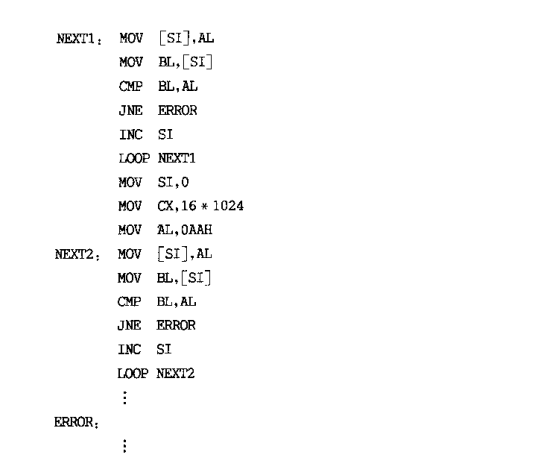 NEXT1: MOV [SI],AL
MOV BL,[SI]
CMP BL,AL
JNE ERROR
INC SI
LOOP NEXT1
MOV SI,0
MOV CX,16 * 1024
MOV AL,0AAH
NEXT2: MOV [SI],AL
MOV BL,[SI]
CMP BL,AL
JNE ERROR
INC SI
LOOP NEXT2
⋮
ERROR:
⋮